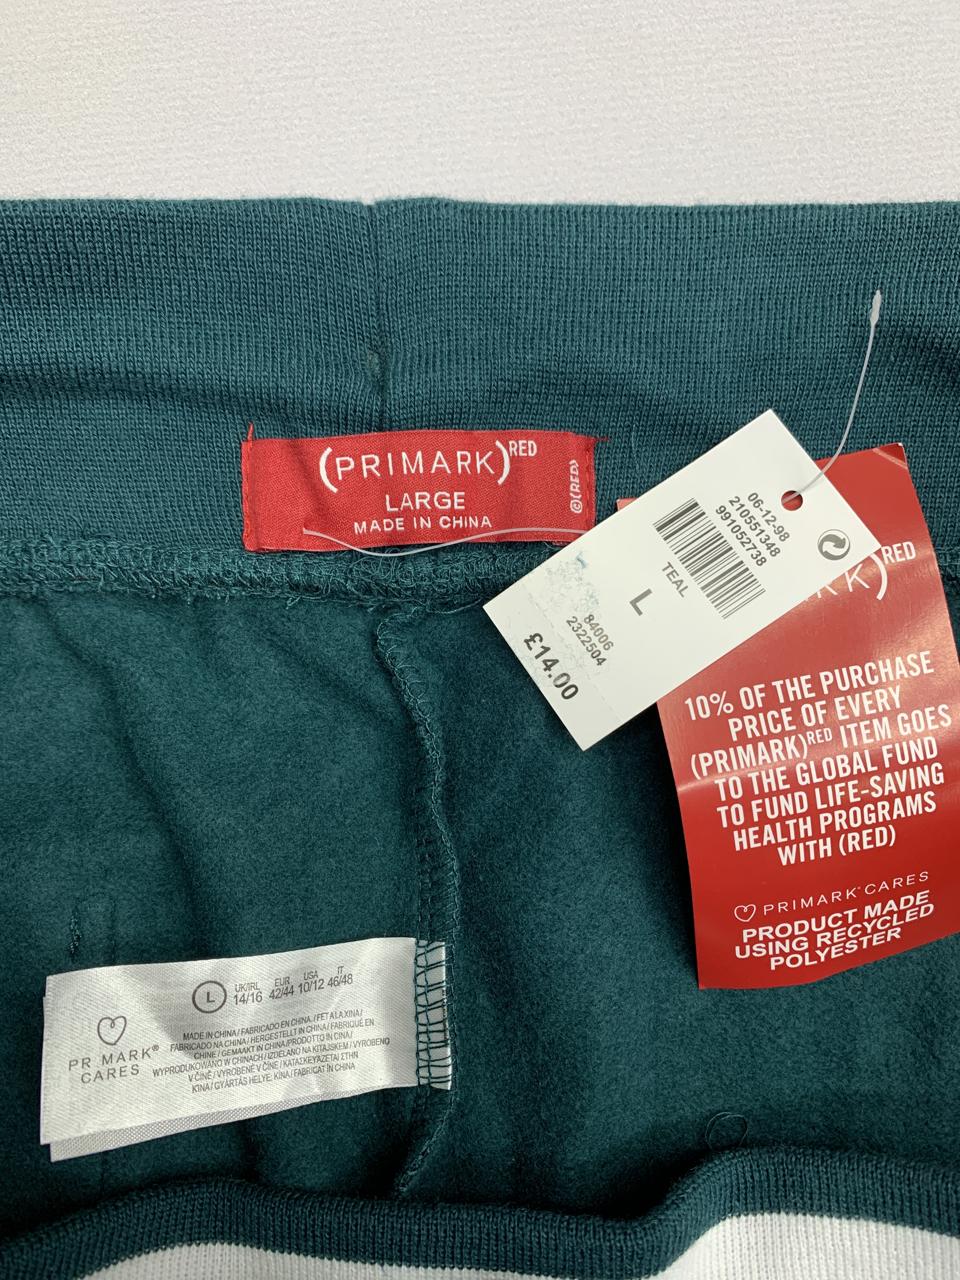 (PRIMARK)RED
LARGE
MADE IN CHINA
©(RED)
06-12-98
210551348
991052738
TEAL
L
84006
2322504
£14.00
RK)RED
10% OF THE PURCHASE
PRICE OF EVERY
(PRIMARK)RED ITEM GOES
TO THE GLOBAL FUND
TO FUND LIFE-SAVING
HEALTH PROGRAMS
WITH (RED)
PRIMARK®CARES
PRODUCT MADE
USING RECYCLED
POLYESTER
L
UK/IRL EUR USA IT
14/16 42/44 10/12 46/48
PR MARK®
CARES
MADE IN CHINA / FABRICADO EN CHINA. / FET A LA XINA /
FABRICADO NA CHINA / HERGESTELLT IN CHINA / FABRIQUÉ EN
CHINE / GEMAAKT IN CHINA/PRODOTTO IN CINA /
WYPRODUKOWANO W CHINACH / IZDELANO NA KITAJSKEM / VYROBENO
V ČÍNĚ / VYROBENÉ V ČÍNE / ΚΑΤΑΣΚΕΥΑΖΕΤΑΙ ΣΤΗΝ
ΚΙΝΑ / GYÁRTÁS HELYE: KÍNA / FABRICAT ÎN CHINA